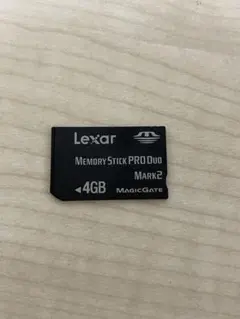 Lexar
MEMORY STICK PRO DUO
MARK2
◄4GB MAGICGATE